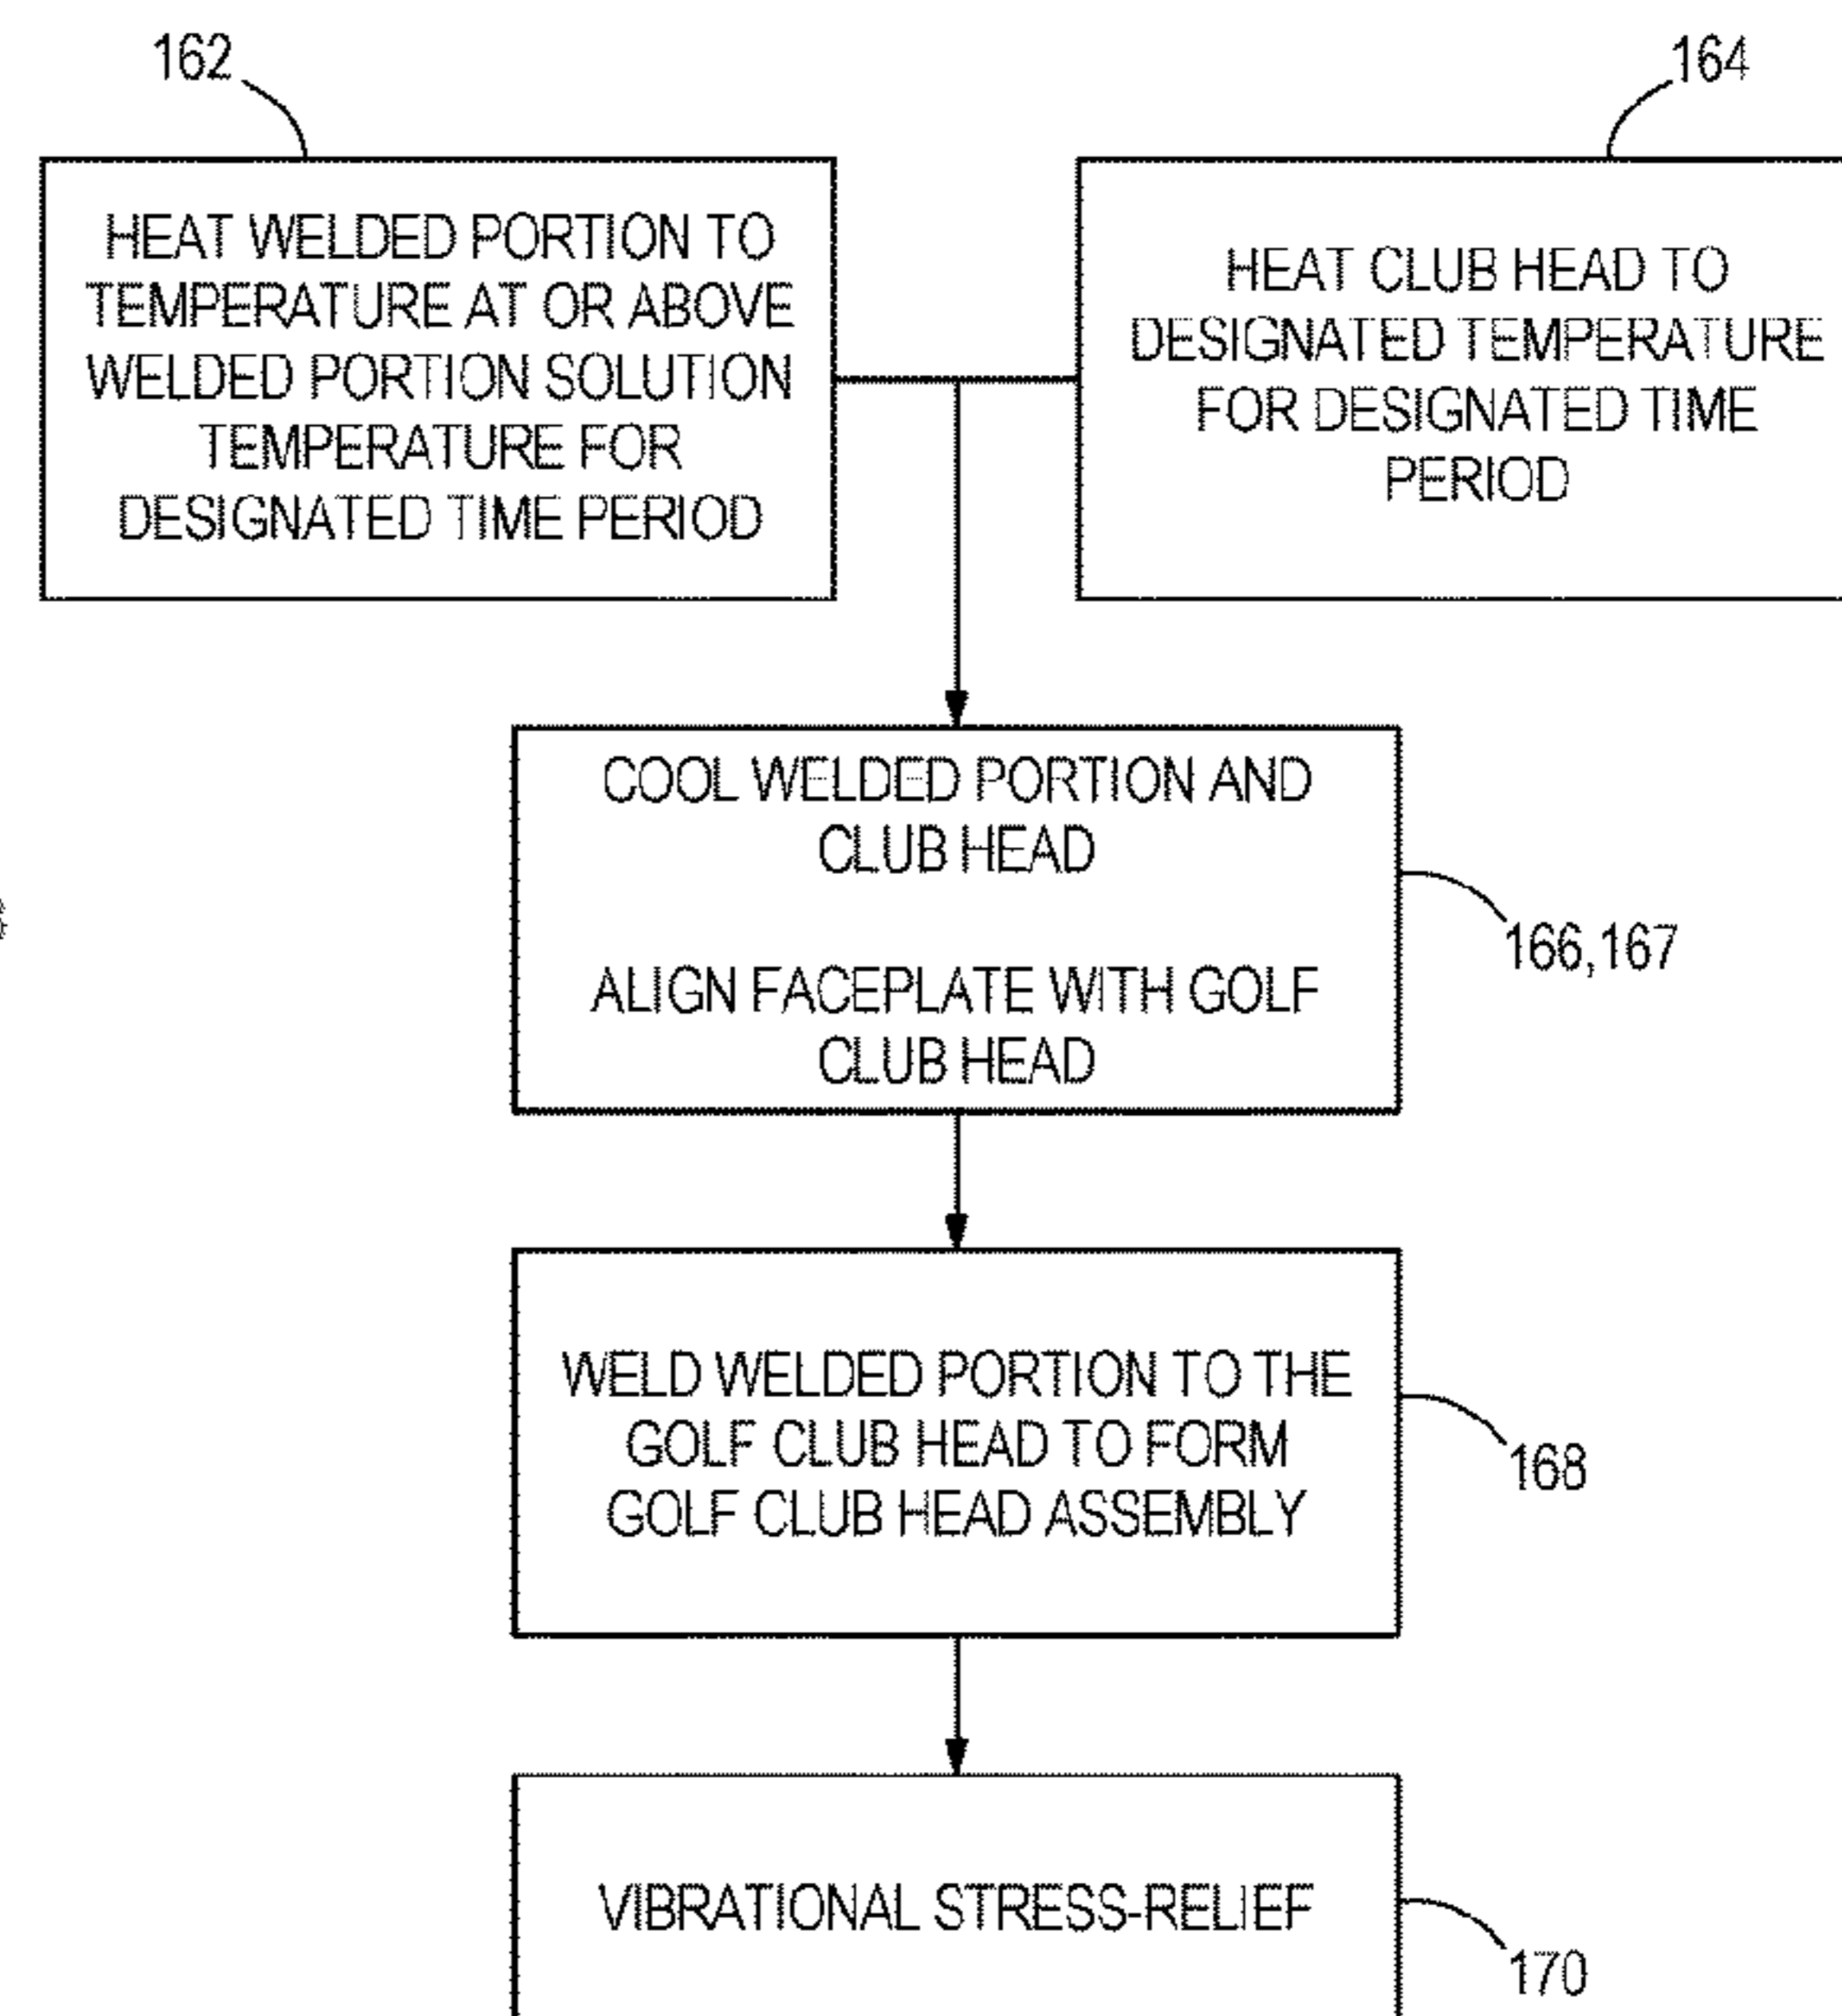 162
164
HEAT WELDED PORTION TO
TEMPERATURE AT OR ABOVE
WELDED PORTION SOLUTION
TEMPERATURE FOR
DESIGNATED TIME PERIOD
HEAT CLUB HEAD TO
DESIGNATED TEMPERATURE
FOR DESIGNATED TIME
PERIOD
COOL WELDED PORTION AND
CLUB HEAD
ALIGN FACEPLATE WITH GOLF
CLUB HEAD
166,167
WELD WELDED PORTION TO THE
GOLF CLUB HEAD TO FORM
GOLF CLUB HEAD ASSEMBLY
168
VIBRATIONAL STRESS-RELIEF
170